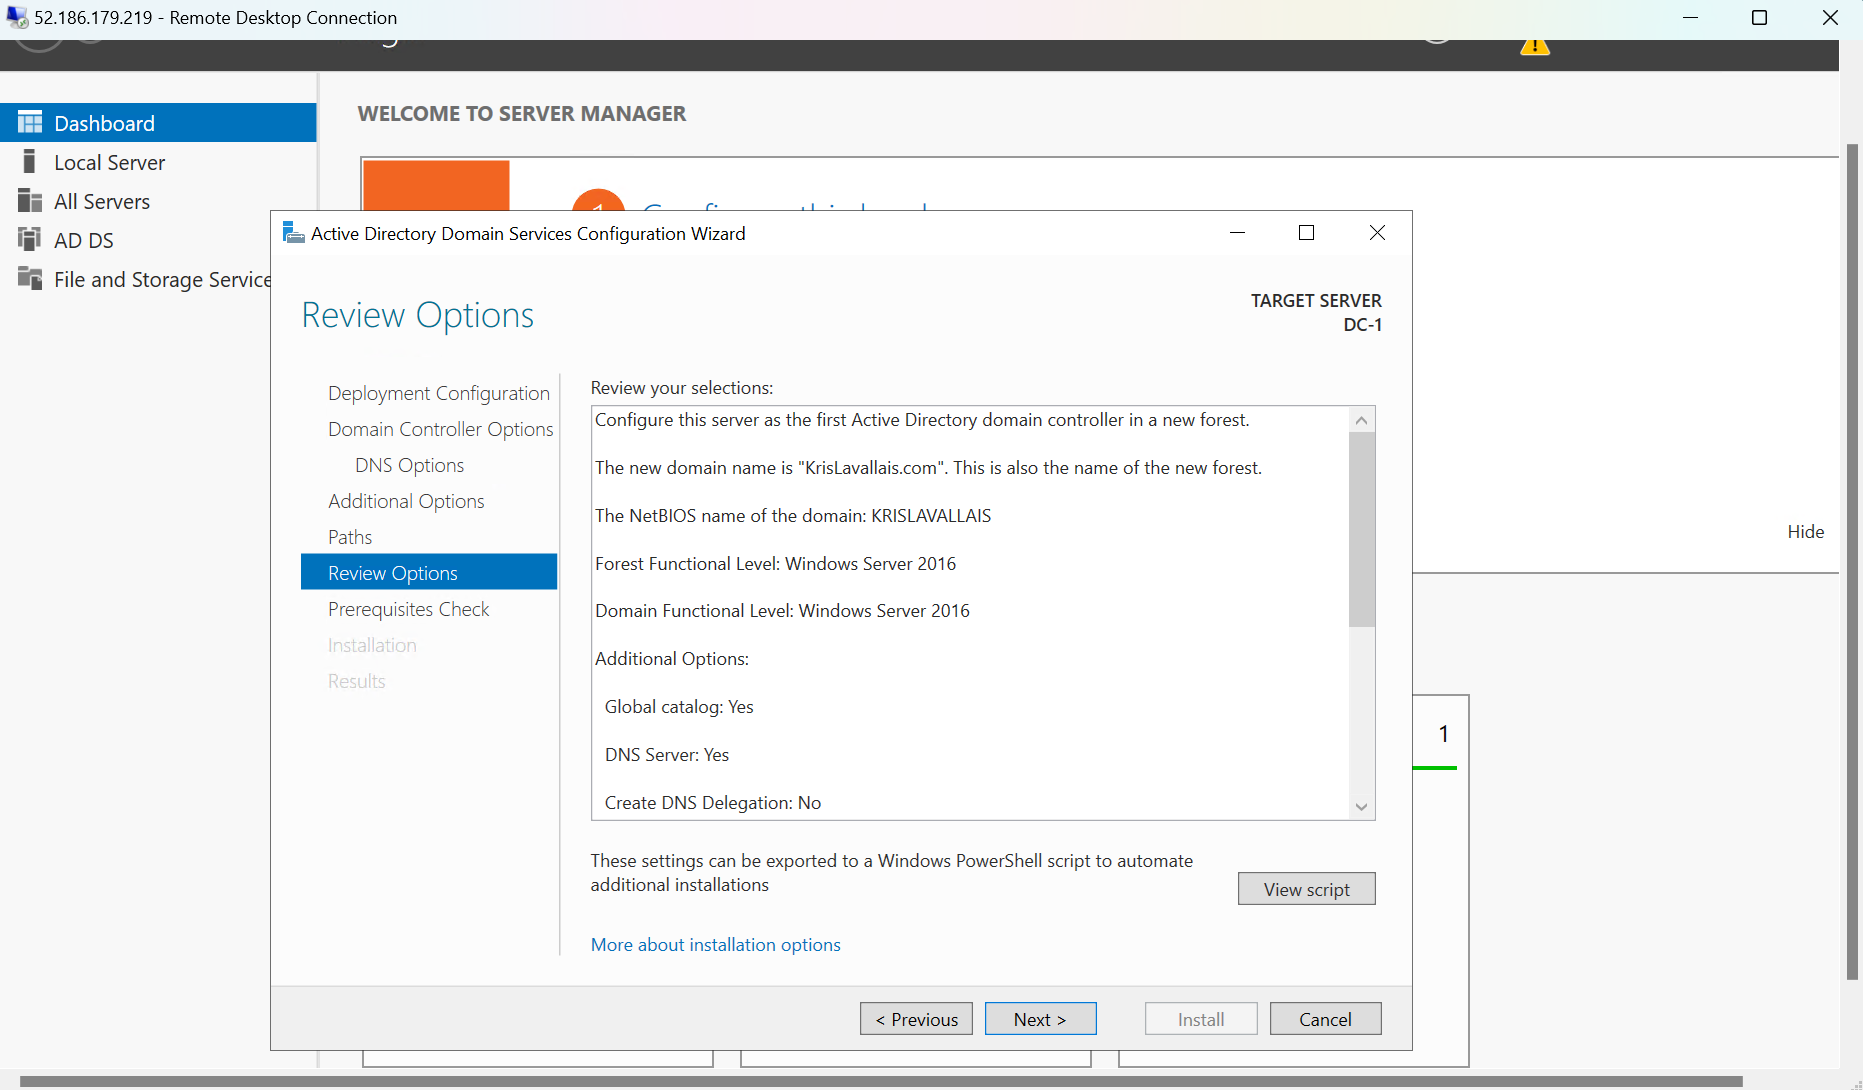 52.186.179.219 - Remote Desktop Connection
Dashboard
Local Server
All Servers
AD DS
File and Storage Service
WELCOME TO SERVER MANAGER
1
Hide
1
Active Directory Domain Services Configuration Wizard
Review Options
TARGET SERVER
DC-1
Deployment Configuration
Domain Controller Options
DNS Options
Additional Options
Paths
Review Options
Prerequisites Check
Installation
Results
Review your selections:
Configure this server as the first Active Directory domain controller in a new forest.
The new domain name is "KrisLavallais.com". This is also the name of the new forest.
The NetBIOS name of the domain: KRISLAVALLAIS
Forest Functional Level: Windows Server 2016
Domain Functional Level: Windows Server 2016
Additional Options:
Global catalog: Yes
DNS Server: Yes
Create DNS Delegation: No
These settings can be exported to a Windows PowerShell script to automate
additional installations
View script
More about installation options
< Previous
Next >
Install
Cancel